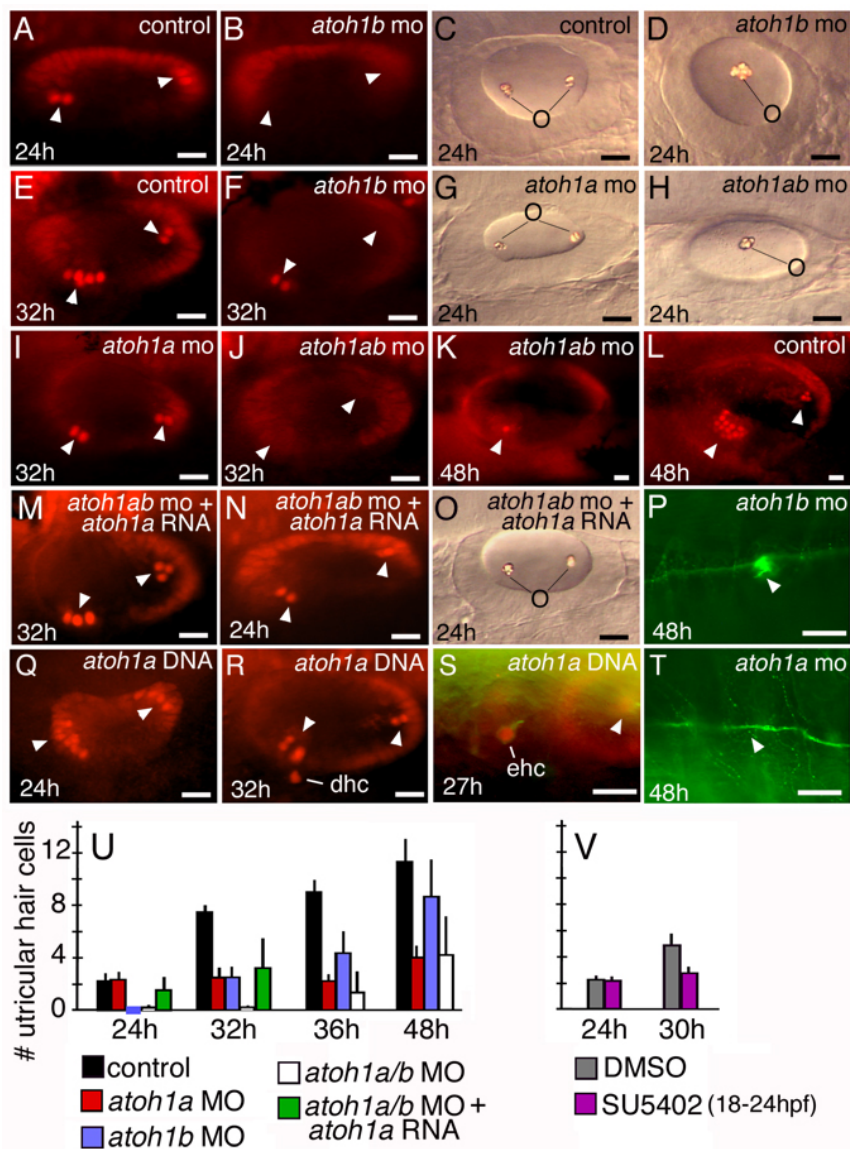 A control
B atoh1b mo
C control
D atoh1b mo
24h
24h
O
24h
O
24h
E control
F atoh1b mo
G atoh1a mo
H atoh1ab mo
32h
32h
O
24h
O
24h
I atoh1a mo
J atoh1ab mo
K atoh1ab mo
L control
32h
32h
48h
48h
M atoh1ab mo +
atoh1a RNA
N atoh1ab mo +
atoh1a RNA
O atoh1ab mo +
atoh1a RNA
P atoh1b mo
32h
24h
O
24h
48h
Q atoh1a DNA
R atoh1a DNA
S atoh1a DNA
T atoh1a mo
24h
dhc
32h
ehc
27h
48h
U
# utricular hair cells
12
8
4
0
24h 32h 36h 48h
control
atoh1a MO
atoh1b MO
atoh1a/b MO
atoh1a/b MO +
atoh1a RNA
V
24h 30h
DMSO
SU5402 (18-24hpf)